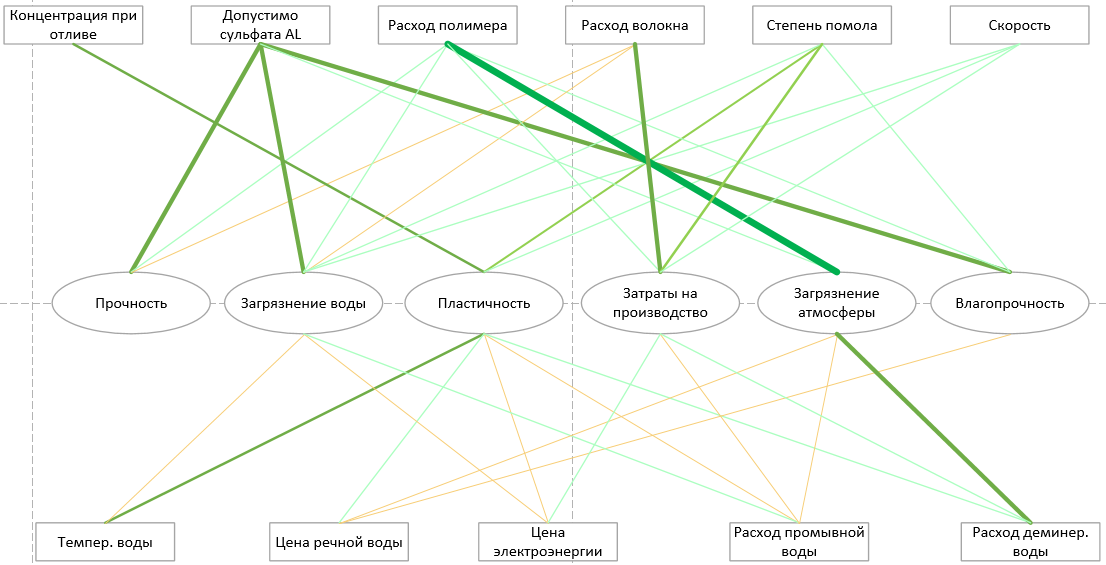 Концентрация при
отливе
Допустимо
сульфата AL
Расход полимера
Расход волокна
Степень помола
Скорость
Прочность
Загрязнение воды
Пластичность
Затраты на
производство
Загрязнение
атмосферы
Влагопрочность
Темпер. воды
Цена речной воды
Цена
электроэнергии
Расход промывной
воды
Расход деминер.
воды